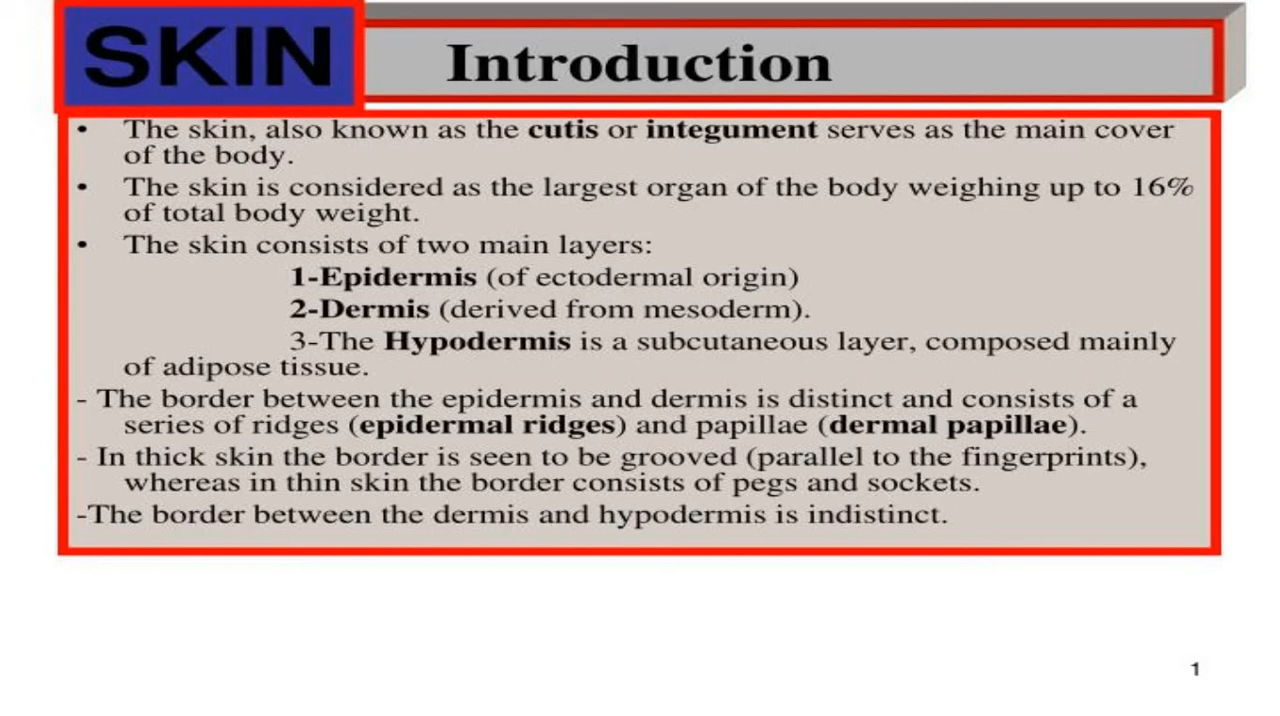 SKIN
Introduction
• The skin, also known as the cutis or integument serves as the main cover
of the body.
• The skin is considered as the largest organ of the body weighing up to 16%
of total body weight.
• The skin consists of two main layers:
1-Epidermis (of ectodermal origin)
2-Dermis (derived from mesoderm).
3-The Hypodermis is a subcutaneous layer, composed mainly
of adipose tissue.
- The border between the epidermis and dermis is distinct and consists of a
series of ridges (epidermal ridges) and papillae (dermal papillae).
- In thick skin the border is seen to be grooved (parallel to the fingerprints),
whereas in thin skin the border consists of pegs and sockets.
-The border between the dermis and hypodermis is indistinct.
1